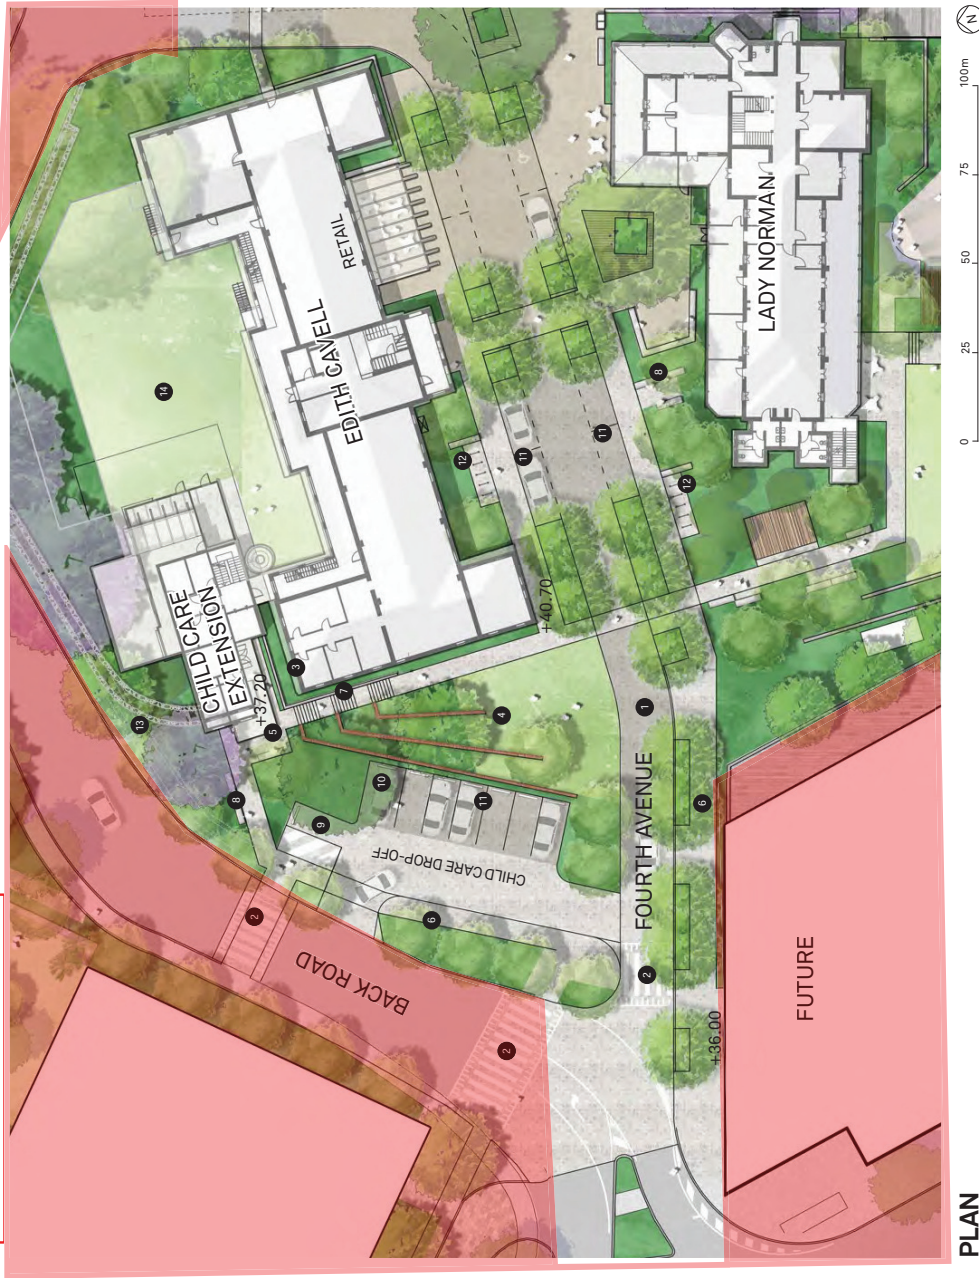 14
RETAIL
EDITH CAVELL
LADY NORMAN
CHILD CARE
EXTENSION
+37.20
3
7
5
13
8
4
10
9
11
CHILD CARE DROP-OFF
12
11
11
12
8
+40.70
1
FOURTH AVENUE
6
6
2
2
2
BACK ROAD
+36.00
FUTURE
PLAN
0
25
50
75
100m
N